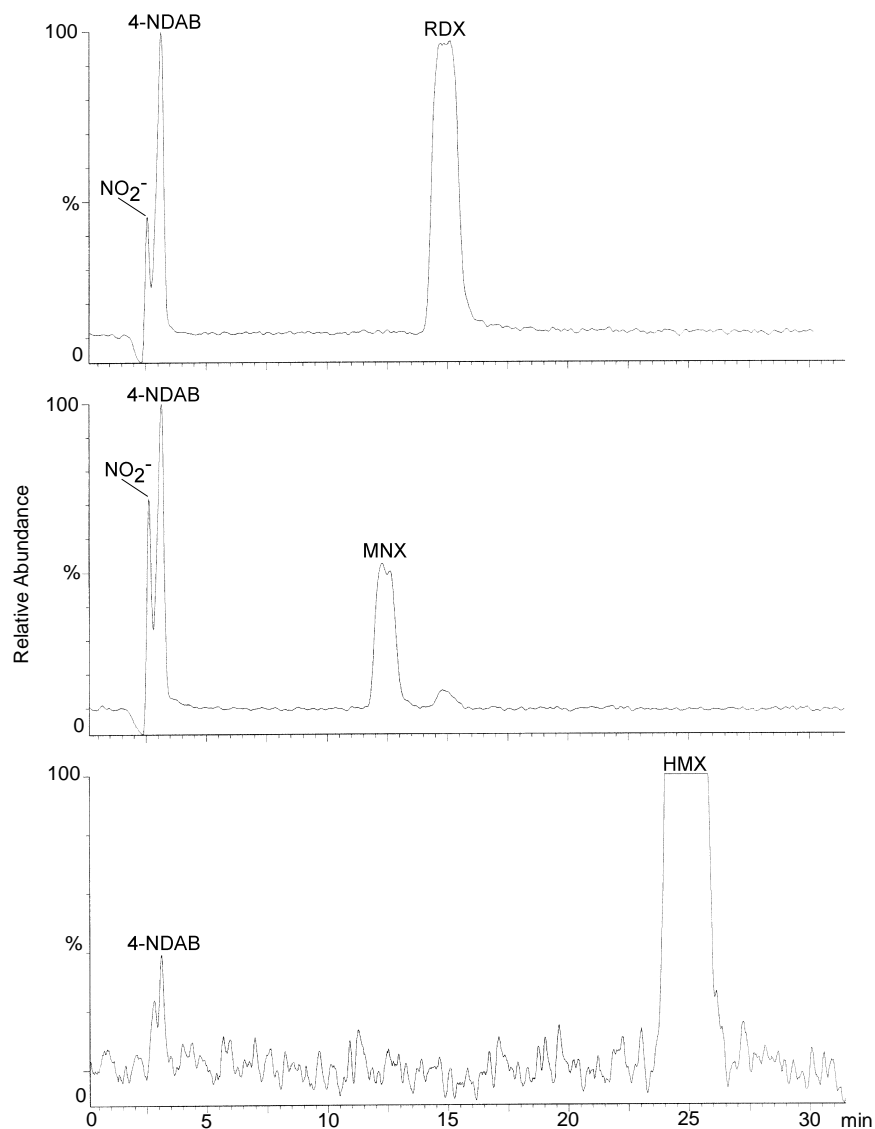 4-NDAB
RDX
100
NO2-
%
0
4-NDAB
100
NO2-
MNX
%
Relative Abundance
0
HMX
100
4-NDAB
%
0
0 5 10 15 20 25 30 min